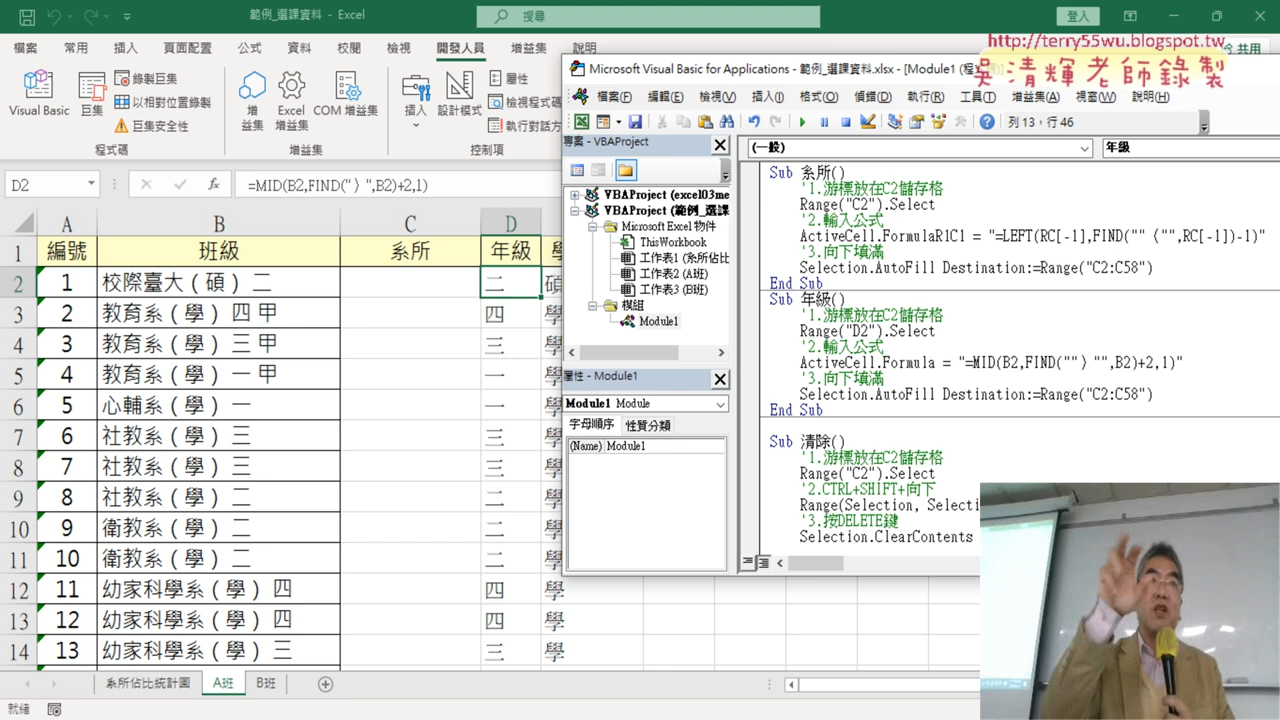 範例_選課資料 - Excel
搜尋
登入
檔案 常用 插入 頁面配置 公式 資料 校閱 檢視 開發人員 增益集 說明
共用
http://terry55wu.blogspot.tw
吳清輝老師錄製
Visual Basic
巨集
錄製巨集
以相對位置錄製
巨集安全性
程式碼
增益集
Excel 增益集
COM 增益集
增益集
插入
設計模式
屬性
檢視程式碼
執行對話方
控制項
D2
=MID(B2,FIND("）",B2)+2,1)
A B C D
1 編號 班級 系所 年級
2 1 校際臺大（碩） 二 二 碩
3 2 教育系（學） 四 甲 四 學
4 3 教育系（學） 三 甲 三 學
5 4 教育系（學） 一 甲 一 學
6 5 心輔系（學） 一 一 學
7 6 社教系（學） 三 三 學
8 7 社教系（學） 三 三 學
9 8 社教系（學） 二 二 學
10 9 衛教系（學） 二 二 學
11 10 衛教系（學） 二 二 學
12 11 幼家科學系（學） 四 四 學
13 12 幼家科學系（學） 四 四 學
14 13 幼家科學系（學） 三 三 學
系所佔比統計圖 A班 B班
就緒
Microsoft Visual Basic for Applications - 範例_選課資料.xlsx - [Module1 (程
檔案(F) 編輯(E) 檢視(V) 插入(I) 格式(O) 偵錯(D) 執行(R) 工具(T) 增益集(A) 視窗(W) 說明(H)
列 13，行 46
專案 - VBAProject
VBAProject (excel03me
VBAProject (範例_選課
Microsoft Excel 物件
ThisWorkbook
工作表1 (系所佔比
工作表2 (A班)
工作表3 (B班)
模組
Module1
屬性 - Module1
Module1 Module
字母順序 性質分類
(Name) Module1
(一般) 年級
Sub 系所()
'1.游標放在C2儲存格
Range("C2").Select
'2.輸入公式
ActiveCell.FormulaR1C1 = "=LEFT(RC[-1],FIND(""（"",RC[-1])-1)"
'3.向下填滿
Selection.AutoFill Destination:=Range("C2:C58")
End Sub
Sub 年級()
'1.游標放在C2儲存格
Range("D2").Select
'2.輸入公式
ActiveCell.Formula = "=MID(B2,FIND(""）"",B2)+2,1)"
'3.向下填滿
Selection.AutoFill Destination:=Range("C2:C58")
End Sub
Sub 清除()
'1.游標放在C2儲存格
Range("C2").Select
'2.CTRL+SHIFT+向下
Range(Selection, Selecti
'3.按DELETE鍵
Selection.ClearContents